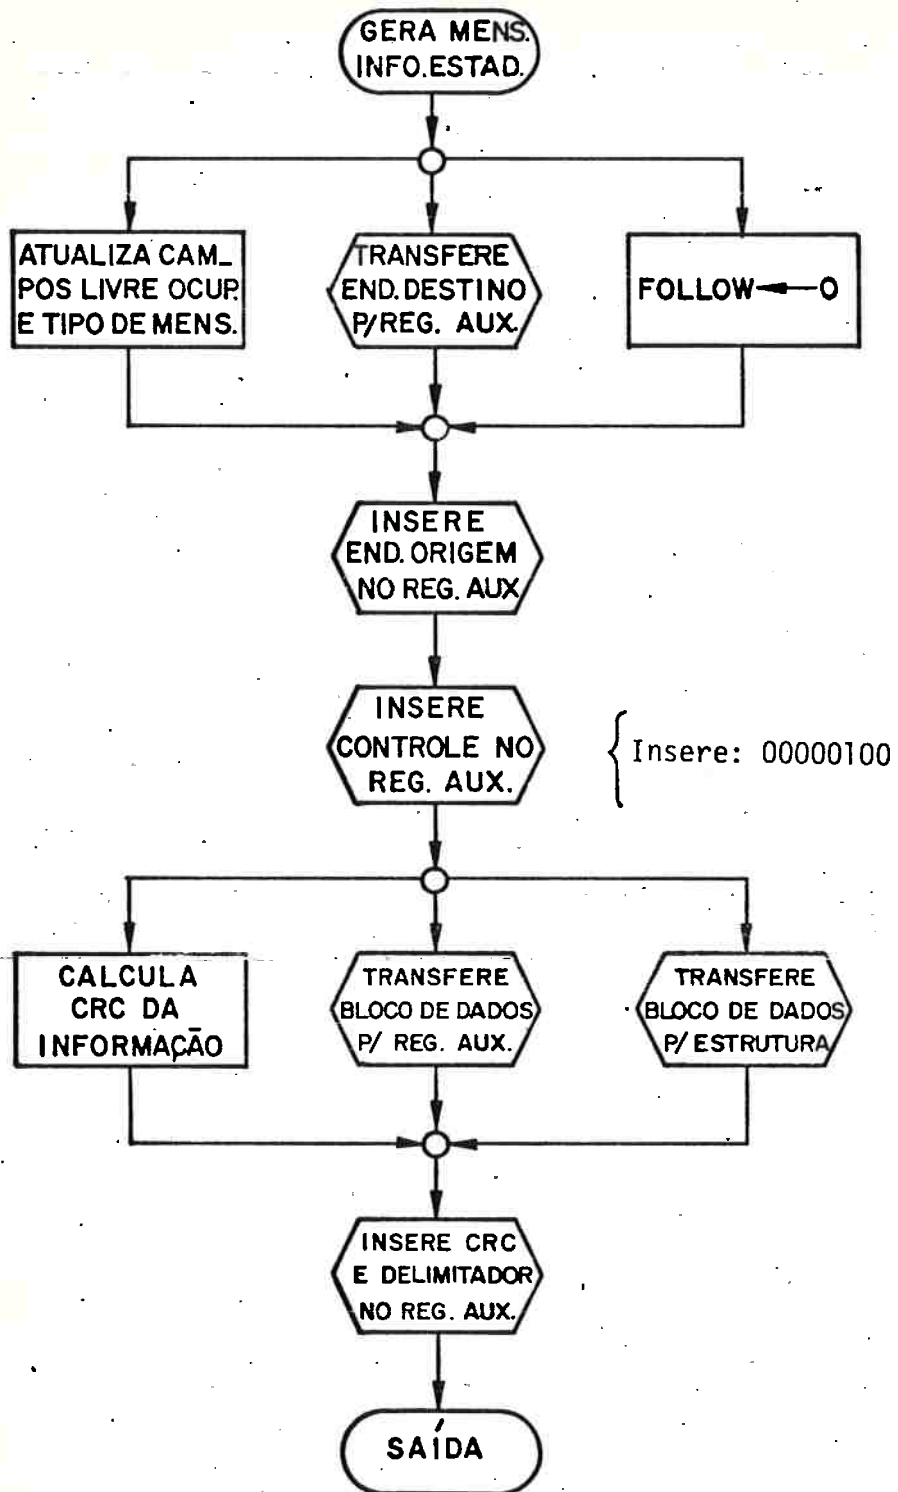 GERA MENS.
INFO.ESTAD.
ATUALIZA CAM_
POS LIVRE OCUP.
E TIPO DE MENS.
TRANSFERE
END. DESTINO
P/REG. AUX.
FOLLOW←O
INSERE
END. ORIGEM
NO REG. AUX
INSERE
CONTROLE NO
REG. AUX.
Insere: 00000100
CALCULA
CRC DA
INFORMAÇÃO
TRANSFERE
BLOCO DE DADOS
P/ REG. AUX.
TRANSFERE
BLOCO DE DADOS
P/ ESTRUTURA
INSERE CRC
E DELIMITADOR
NO REG. AUX.
SAÍDA